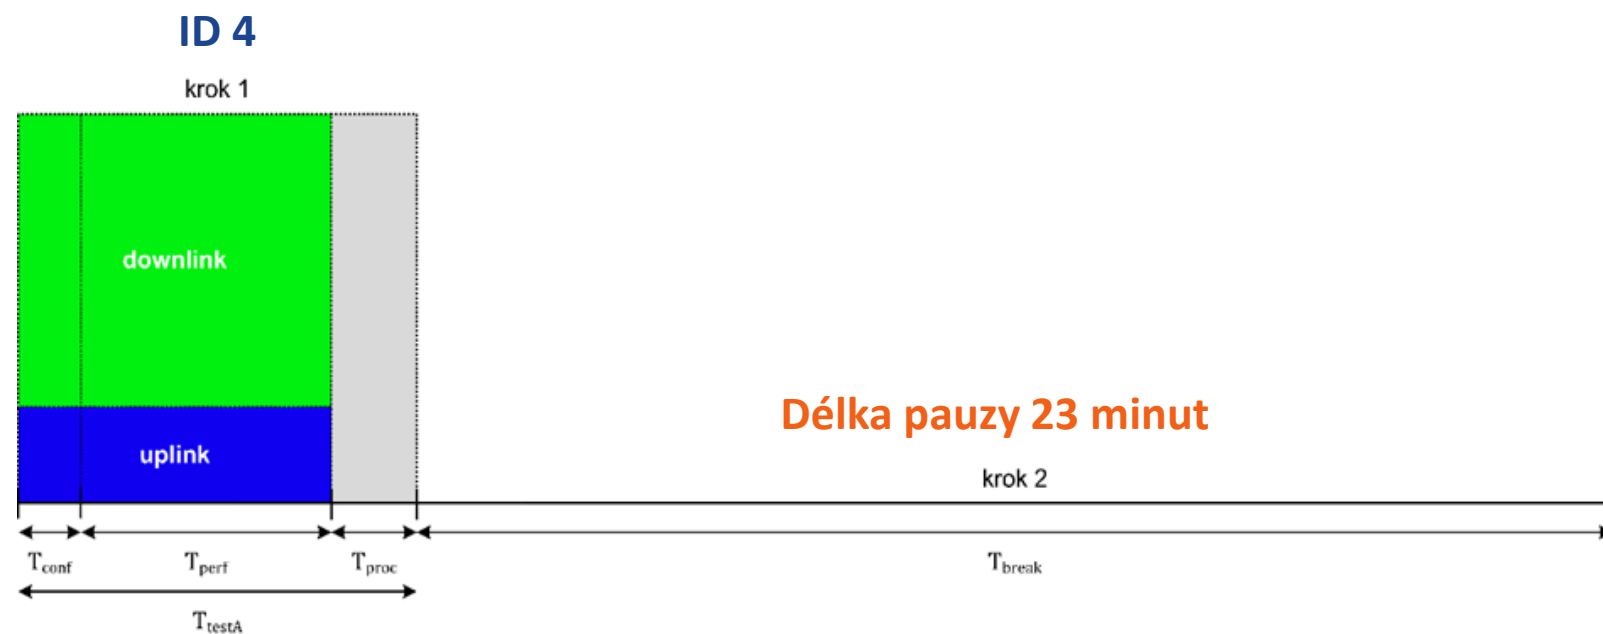 ID 4
krok 1
downlink
Délka pauzy 23 minut
uplink
krok 2
Tconf Tperf Tproc Tbreak
TtestA